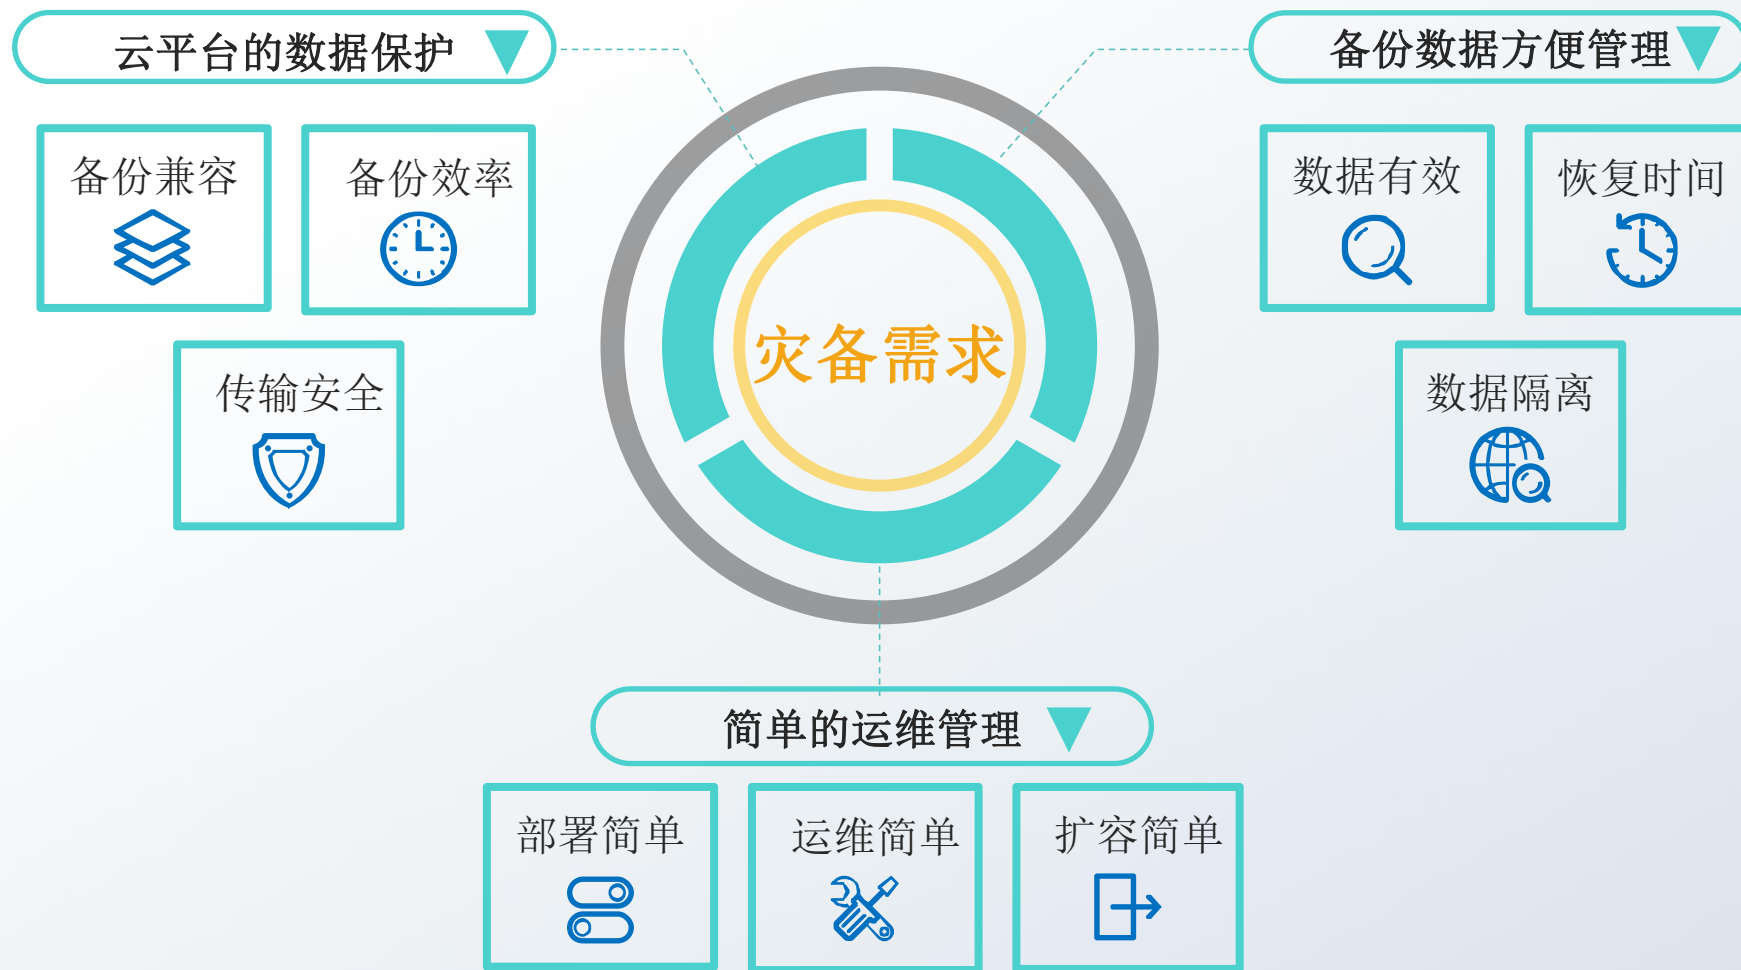 云平台的数据保护
备份兼容
备份效率
传输安全
灾备需求
备份数据方便管理
数据有效
恢复时间
数据隔离
简单的运维管理
部署简单
运维简单
扩容简单